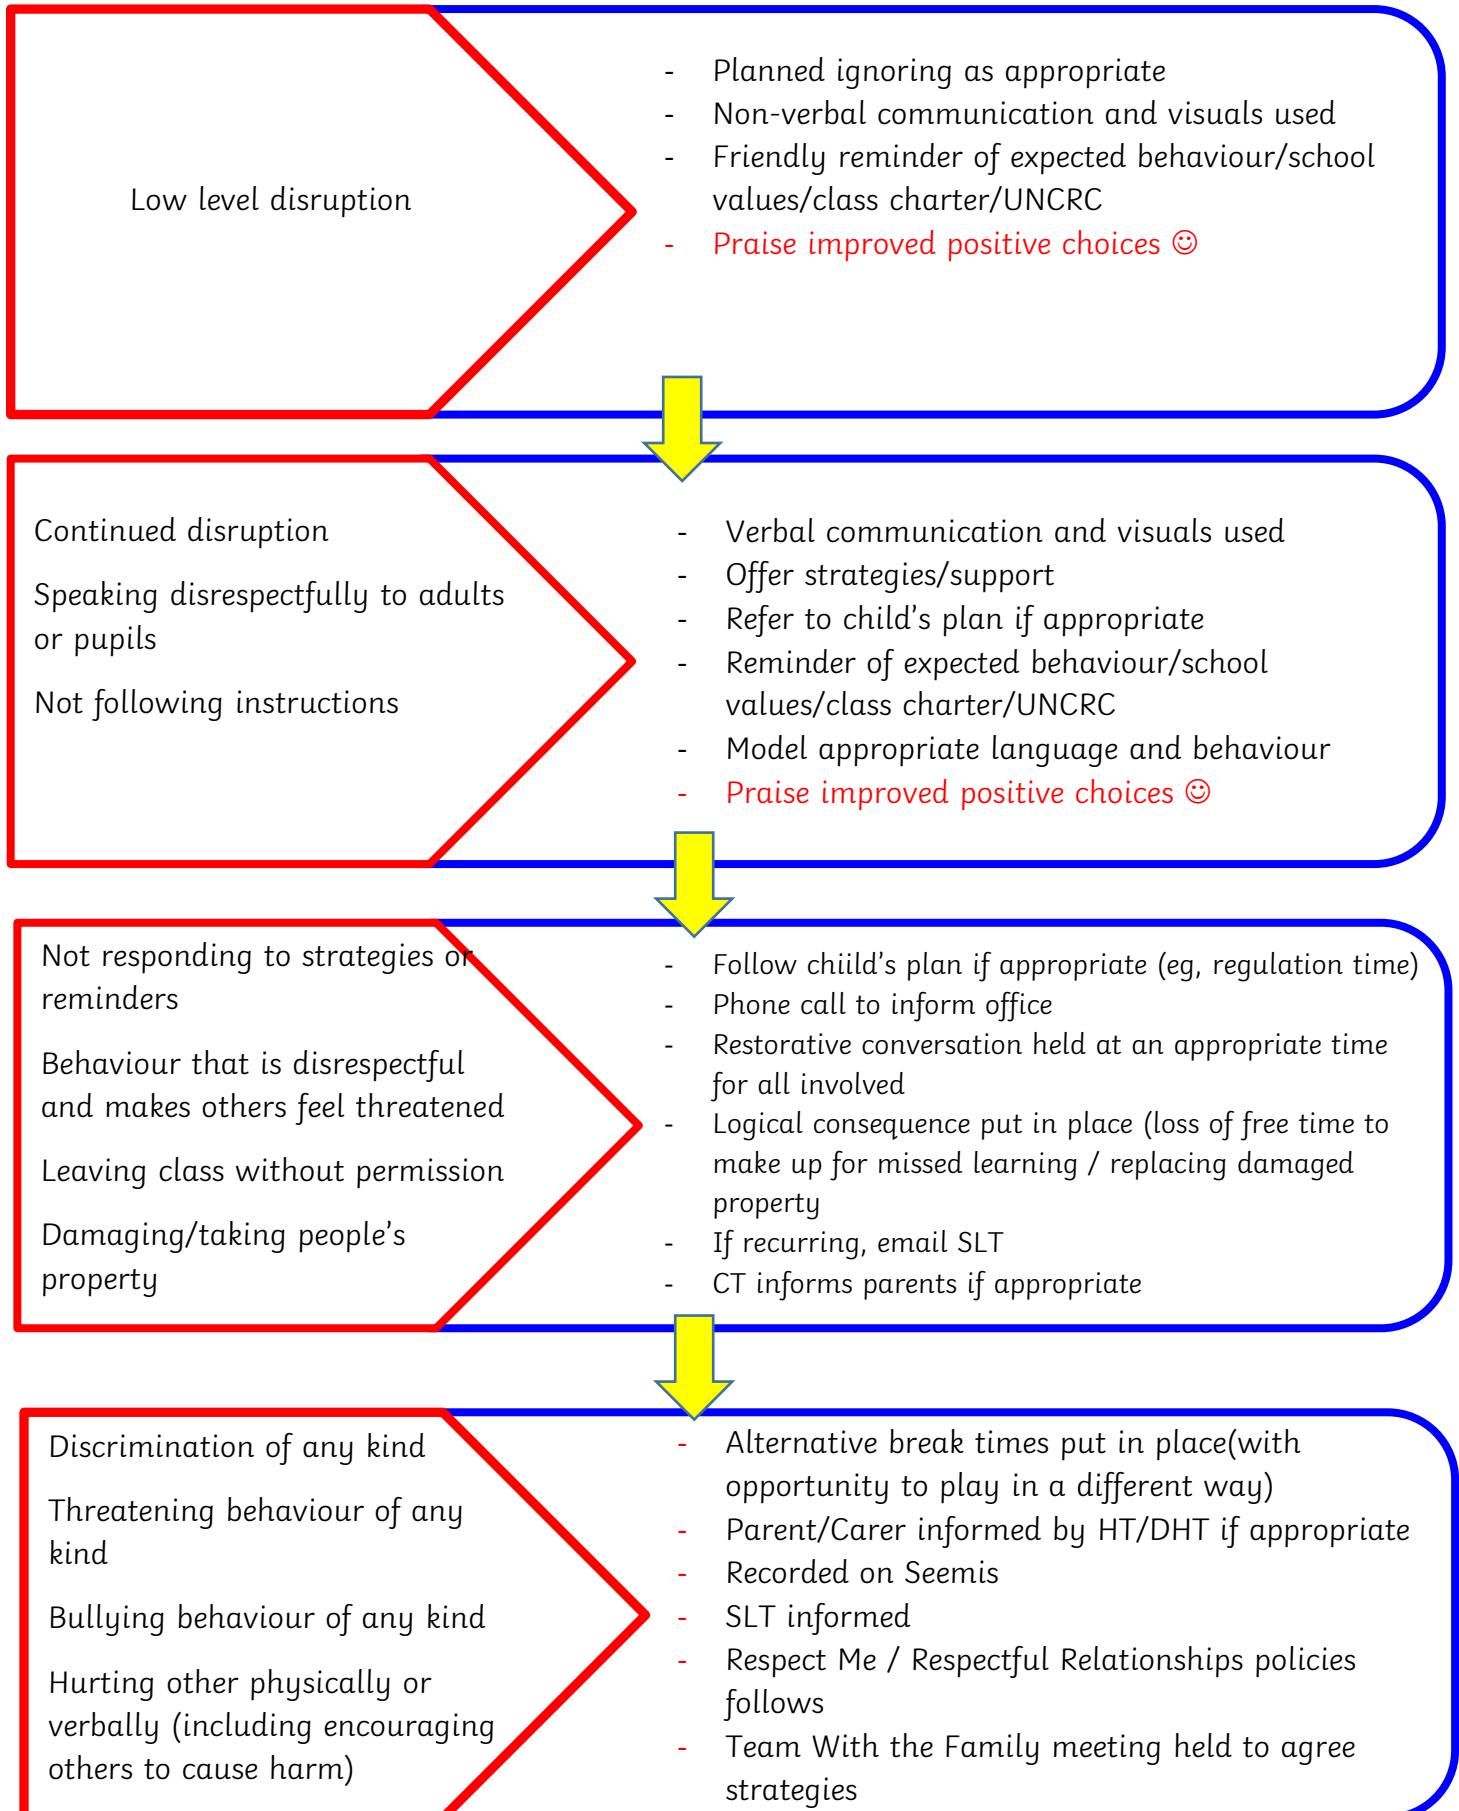 Low level disruption
- Planned ignoring as appropriate
- Non-verbal communication and visuals used
- Friendly reminder of expected behaviour/school
values/class charter/UNCRC
- Praise improved positive choices ☺
Continued disruption
Speaking disrespectfully to adults
or pupils
Not following instructions
- Verbal communication and visuals used
- Offer strategies/support
- Refer to child's plan if appropriate
- Reminder of expected behaviour/school
values/class charter/UNCRC
- Model appropriate language and behaviour
- Praise improved positive choices ☺
Not responding to strategies or
reminders
Behaviour that is disrespectful
and makes others feel threatened
Leaving class without permission
Damaging/taking people's
property
- Follow chiild's plan if appropriate (eg, regulation time)
- Phone call to inform office
- Restorative conversation held at an appropriate time
for all involved
- Logical consequence put in place (loss of free time to
make up for missed learning / replacing damaged
property
- If recurring, email SLT
- CT informs parents if appropriate
Discrimination of any kind
Threatening behaviour of any
kind
Bullying behaviour of any kind
Hurting other physically or
verbally (including encouraging
others to cause harm)
- Alternative break times put in place(with
opportunity to play in a different way)
- Parent/Carer informed by HT/DHT if appropriate
- Recorded on Seemis
- SLT informed
- Respect Me / Respectful Relationships policies
follows
- Team With the Family meeting held to agree
strategies